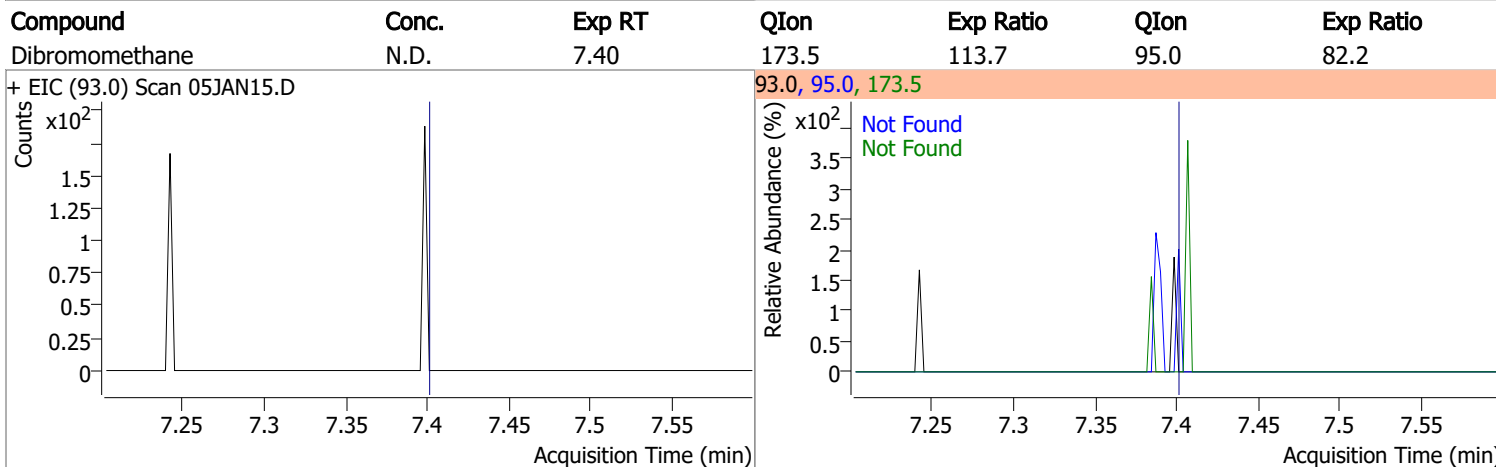 Compound Conc. Exp RT QIon Exp Ratio QIon Exp Ratio
Dibromomethane N.D. 7.40 173.5 113.7 95.0 82.2
+ EIC (93.0) Scan 05JAN15.D
Counts
x10²
1.5
1.25
1
0.75
0.5
0.25
0
7.25 7.3 7.35 7.4 7.45 7.5 7.55
Acquisition Time (min)
93.0, 95.0, 173.5
Relative Abundance (%)
x10²
Not Found
Not Found
3.5
3
2.5
2
1.5
1
0.5
0
7.25 7.3 7.35 7.4 7.45 7.5 7.55
Acquisition Time (min)